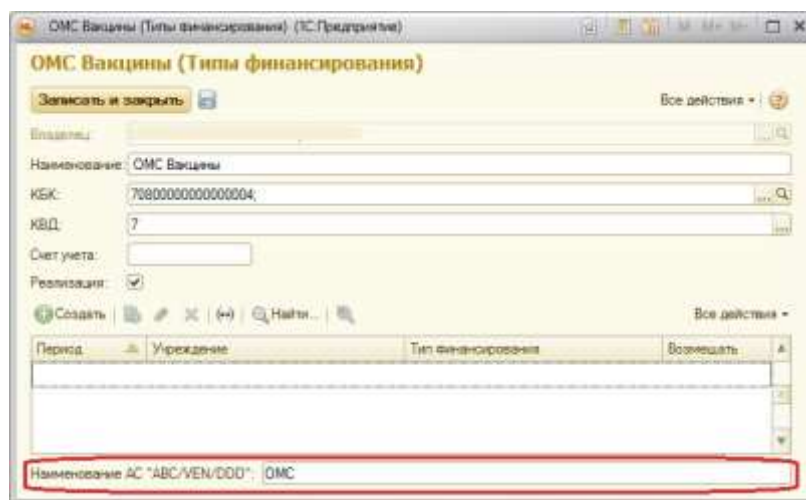 ОМС Вакцины (Типы финансирования) (1С:Предприятие)
M M+ M-
ОМС Вакцины (Типы финансирования)
Записать и закрыть
Все действия
Владелец:
Наименование: ОМС Вакцины
КБК: 70800000000000004;
КВД: 7
Счет учета:
Реализация:
Создать Найти... Все действия
Период Учреждение Тип финансирования Возмещать
Наименование АС "ABC/VEN/DDD": ОМС